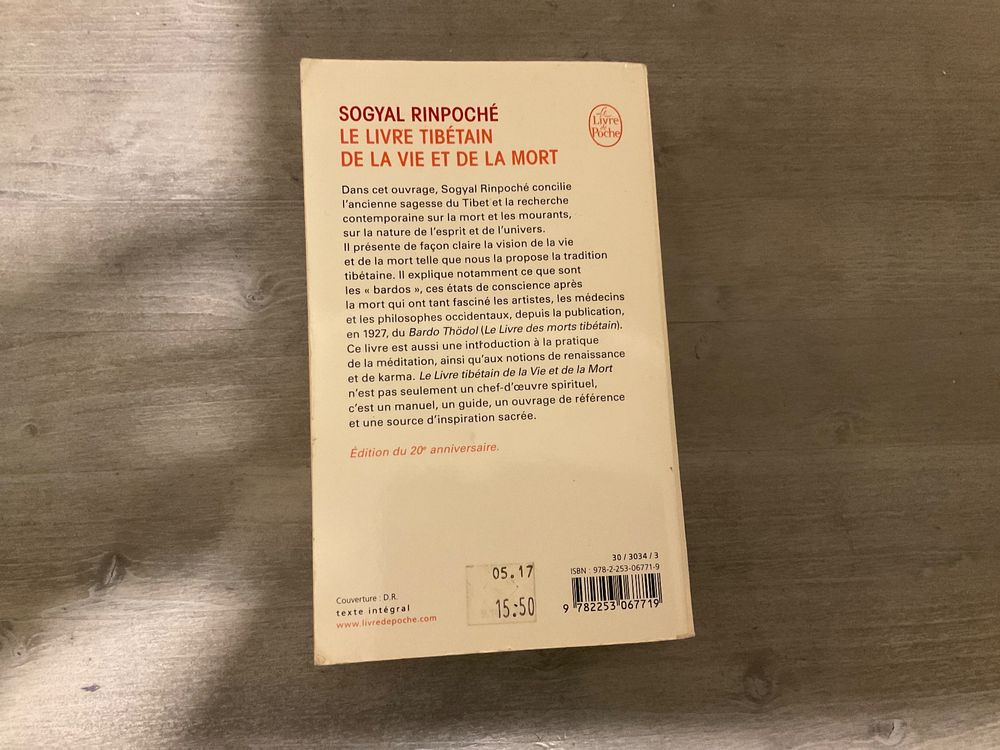 SOGYAL RINPOCHÉ
LE LIVRE TIBÉTAIN
DE LA VIE ET DE LA MORT
Le
Livre
de
Poche
Dans cet ouvrage, Sogyal Rinpoché concilie
l'ancienne sagesse du Tibet et la recherche
contemporaine sur la mort et les mourants,
sur la nature de l'esprit et de l'univers.
Il présente de façon claire la vision de la vie
et de la mort telle que nous la propose la tradition
tibétaine. Il explique notamment ce que sont
les « bardos », ces états de conscience après
la mort qui ont tant fasciné les artistes, les médecins
et les philosophes occidentaux, depuis la publication,
en 1927, du Bardo Thödol (Le Livre des morts tibétain).
Ce livre est aussi une introduction à la pratique
de la méditation, ainsi qu'aux notions de renaissance
et de karma. Le Livre tibétain de la Vie et de la Mort
n'est pas seulement un chef-d'œuvre spirituel,
c'est un manuel, un guide, un ouvrage de référence
et une source d'inspiration sacrée.
Édition du 20e anniversaire.
Couverture : D.R.
texte intégral
www.livredepoche.com
05.17
15:50
30 / 3034 / 3
ISBN : 978-2-253-06771-9
9 782253 067719